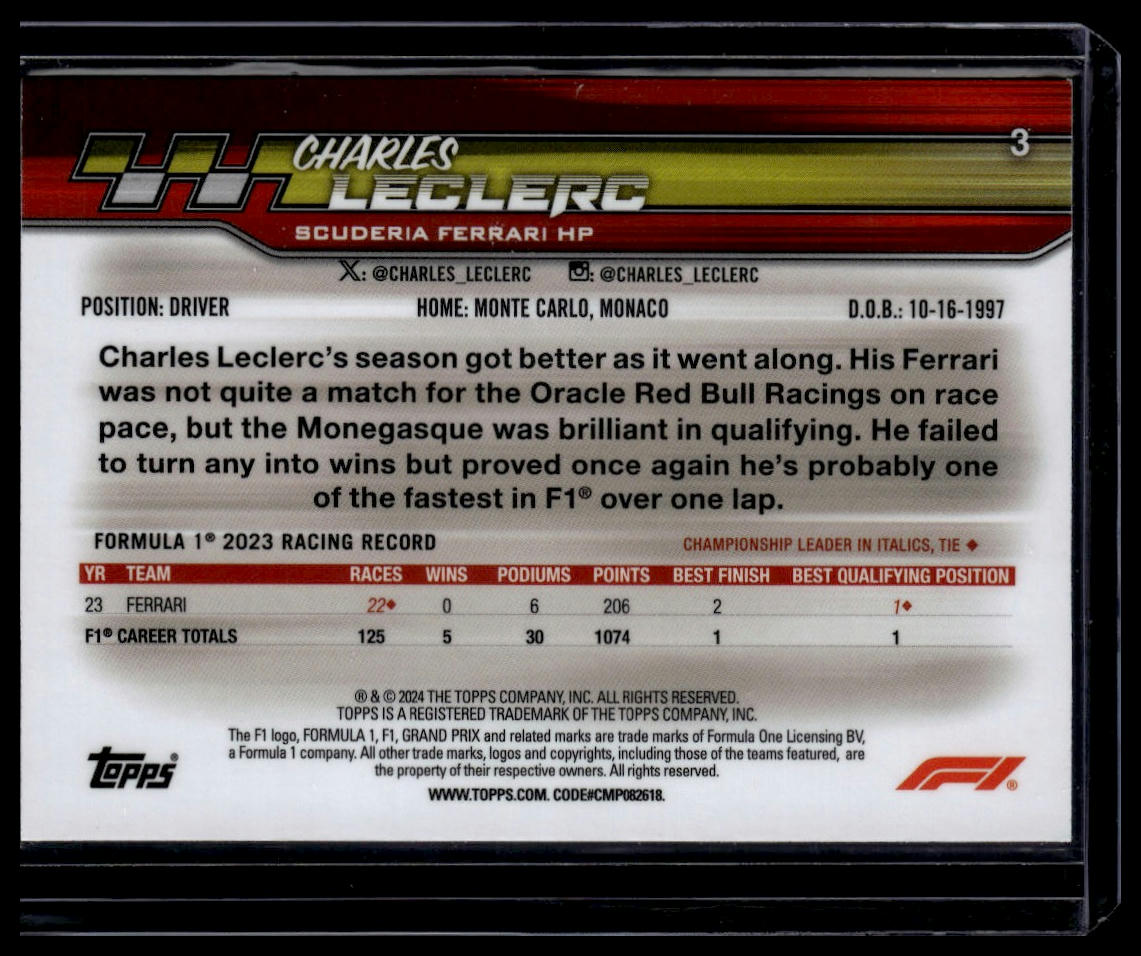 3
CHARLES
LECLERC
SCUDERIA FERRARI HP
X: @CHARLES_LECLERC : @CHARLES_LECLERC
POSITION: DRIVER HOME: MONTE CARLO, MONACO D.O.B.: 10-16-1997
Charles Leclerc's season got better as it went along. His Ferrari
was not quite a match for the Oracle Red Bull Racings on race
pace, but the Monegasque was brilliant in qualifying. He failed
to turn any into wins but proved once again he's probably one
of the fastest in F1® over one lap.
FORMULA 1® 2023 RACING RECORD CHAMPIONSHIP LEADER IN ITALICS, TIE ◆
YR TEAM RACES WINS PODIUMS POINTS BEST FINISH BEST QUALIFYING POSITION
23 FERRARI 22◆ 0 6 206 2 1◆
F1® CAREER TOTALS 125 5 30 1074 1 1
® & © 2024 THE TOPPS COMPANY, INC. ALL RIGHTS RESERVED.
TOPPS IS A REGISTERED TRADEMARK OF THE TOPPS COMPANY, INC.
The F1 logo, FORMULA 1, F1, GRAND PRIX and related marks are trade marks of Formula One Licensing BV,
a Formula 1 company. All other trade marks, logos and copyrights, including those of the teams featured, are
the property of their respective owners. All rights reserved.
WWW.TOPPS.COM. CODE#CMP082618.
Topps®
F1®